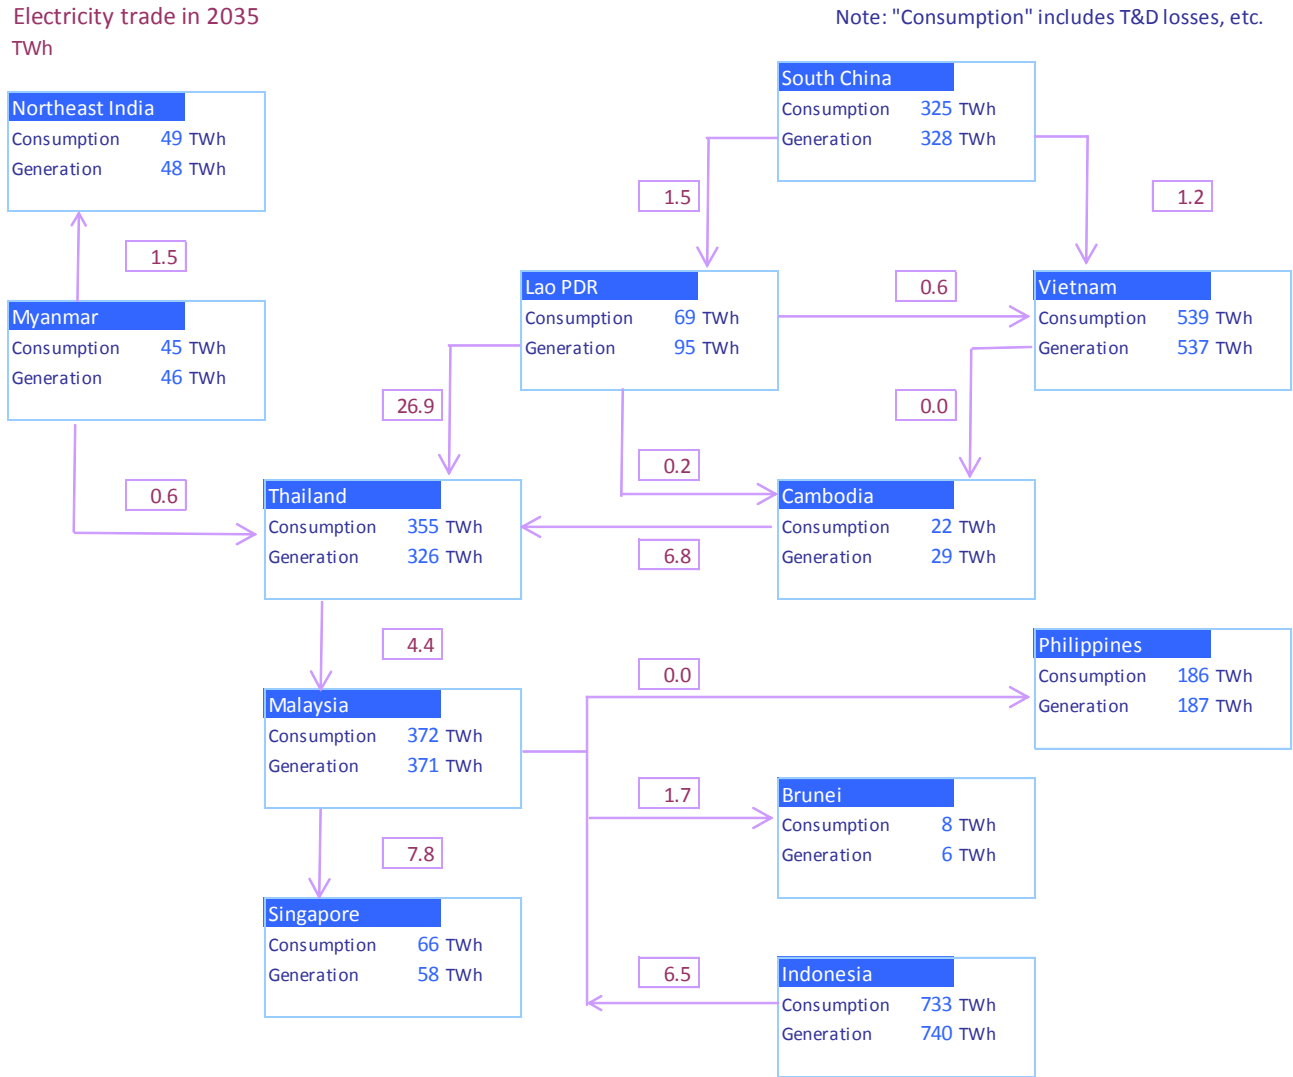 Electricity trade in 2035
TWh
Note: "Consumption" includes T&D losses, etc.
South China
Consumption 325 TWh
Generation 328 TWh
Northeast India
Consumption 49 TWh
Generation 48 TWh
1.5
1.2
1.5
Lao PDR
Consumption 69 TWh
Generation 95 TWh
0.6
Vietnam
Consumption 539 TWh
Generation 537 TWh
Myanmar
Consumption 45 TWh
Generation 46 TWh
26.9
0.0
0.2
0.6
Thailand
Consumption 355 TWh
Generation 326 TWh
6.8
Cambodia
Consumption 22 TWh
Generation 29 TWh
4.4
0.0
Philippines
Consumption 186 TWh
Generation 187 TWh
Malaysia
Consumption 372 TWh
Generation 371 TWh
1.7
Brunei
Consumption 8 TWh
Generation 6 TWh
7.8
Singapore
Consumption 66 TWh
Generation 58 TWh
6.5
Indonesia
Consumption 733 TWh
Generation 740 TWh